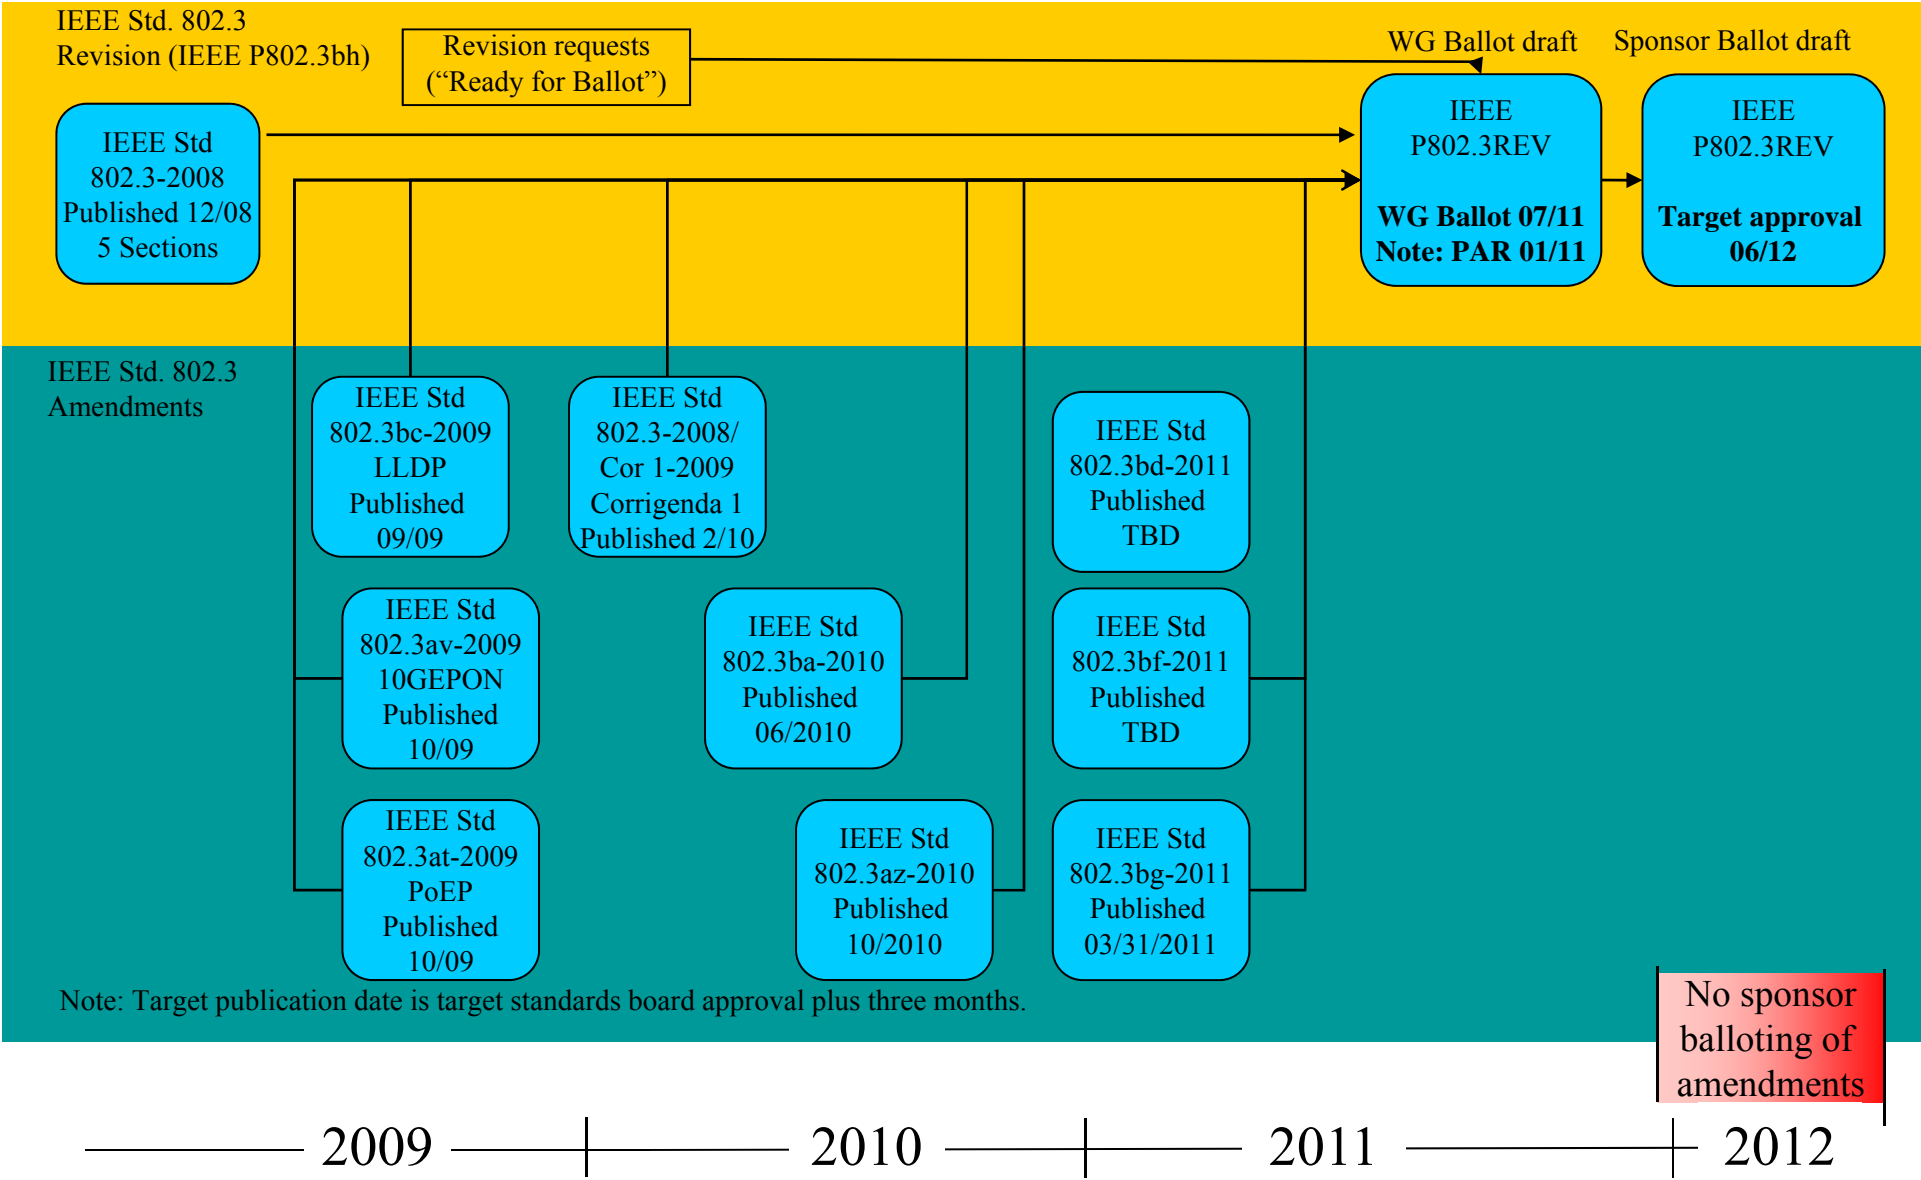 IEEE Std. 802.3
Revision (IEEE P802.3bh)
Revision requests
(“Ready for Ballot”)
WG Ballot draft
Sponsor Ballot draft
IEEE Std
802.3-2008
Published 12/08
5 Sections
IEEE
P802.3REV
WG Ballot 07/11
Note: PAR 01/11
IEEE
P802.3REV
Target approval
06/12
IEEE Std. 802.3
Amendments
IEEE Std
802.3bc-2009
LLDP
Published
09/09
IEEE Std
802.3-2008/
Cor 1-2009
Corrigenda 1
Published 2/10
IEEE Std
802.3bd-2011
Published
TBD
IEEE Std
802.3av-2009
10GEPON
Published
10/09
IEEE Std
802.3ba-2010
Published
06/2010
IEEE Std
802.3bf-2011
Published
TBD
IEEE Std
802.3at-2009
PoEP
Published
10/09
IEEE Std
802.3az-2010
Published
10/2010
IEEE Std
802.3bg-2011
Published
03/31/2011
Note: Target publication date is target standards board approval plus three months.
No sponsor
balloting of
amendments
2009
2010
2011
2012